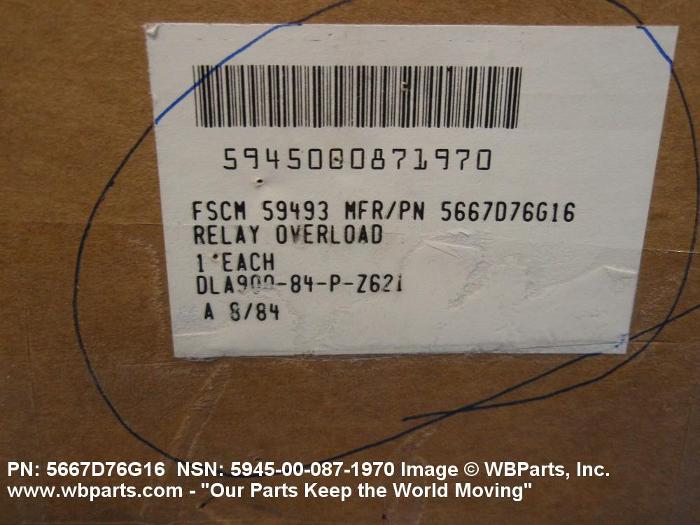 5945000871970
FSCM 59493 MFR/PN 5667D76G16
RELAY OVERLOAD
1 EACH
DLA900-84-P-Z621
A 8/84
PN: 5667D76G16 NSN: 5945-00-087-1970 Image © WBParts, Inc.
www.wbparts.com - "Our Parts Keep the World Moving"